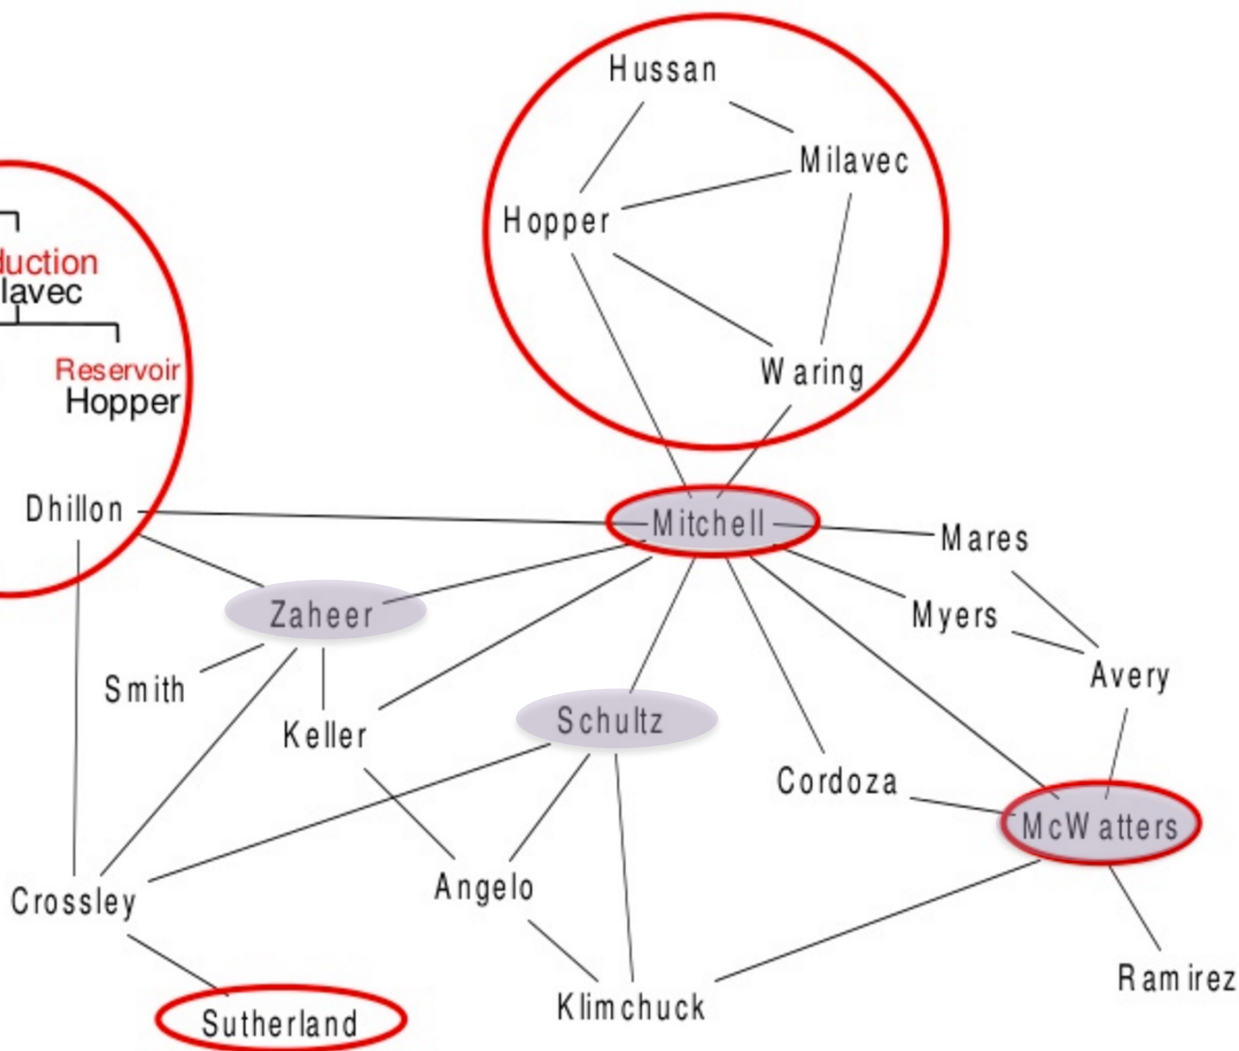 Hussan
Milavec
Hopper
duction
lavec
Waring
Reservoir
Hopper
Dhillon
Mitchell
Mares
Zaheer
Myers
Smith
Avery
Schultz
Keller
Cordoza
McWatters
Angelo
Crossley
Ramirez
Klimchuck
Sutherland